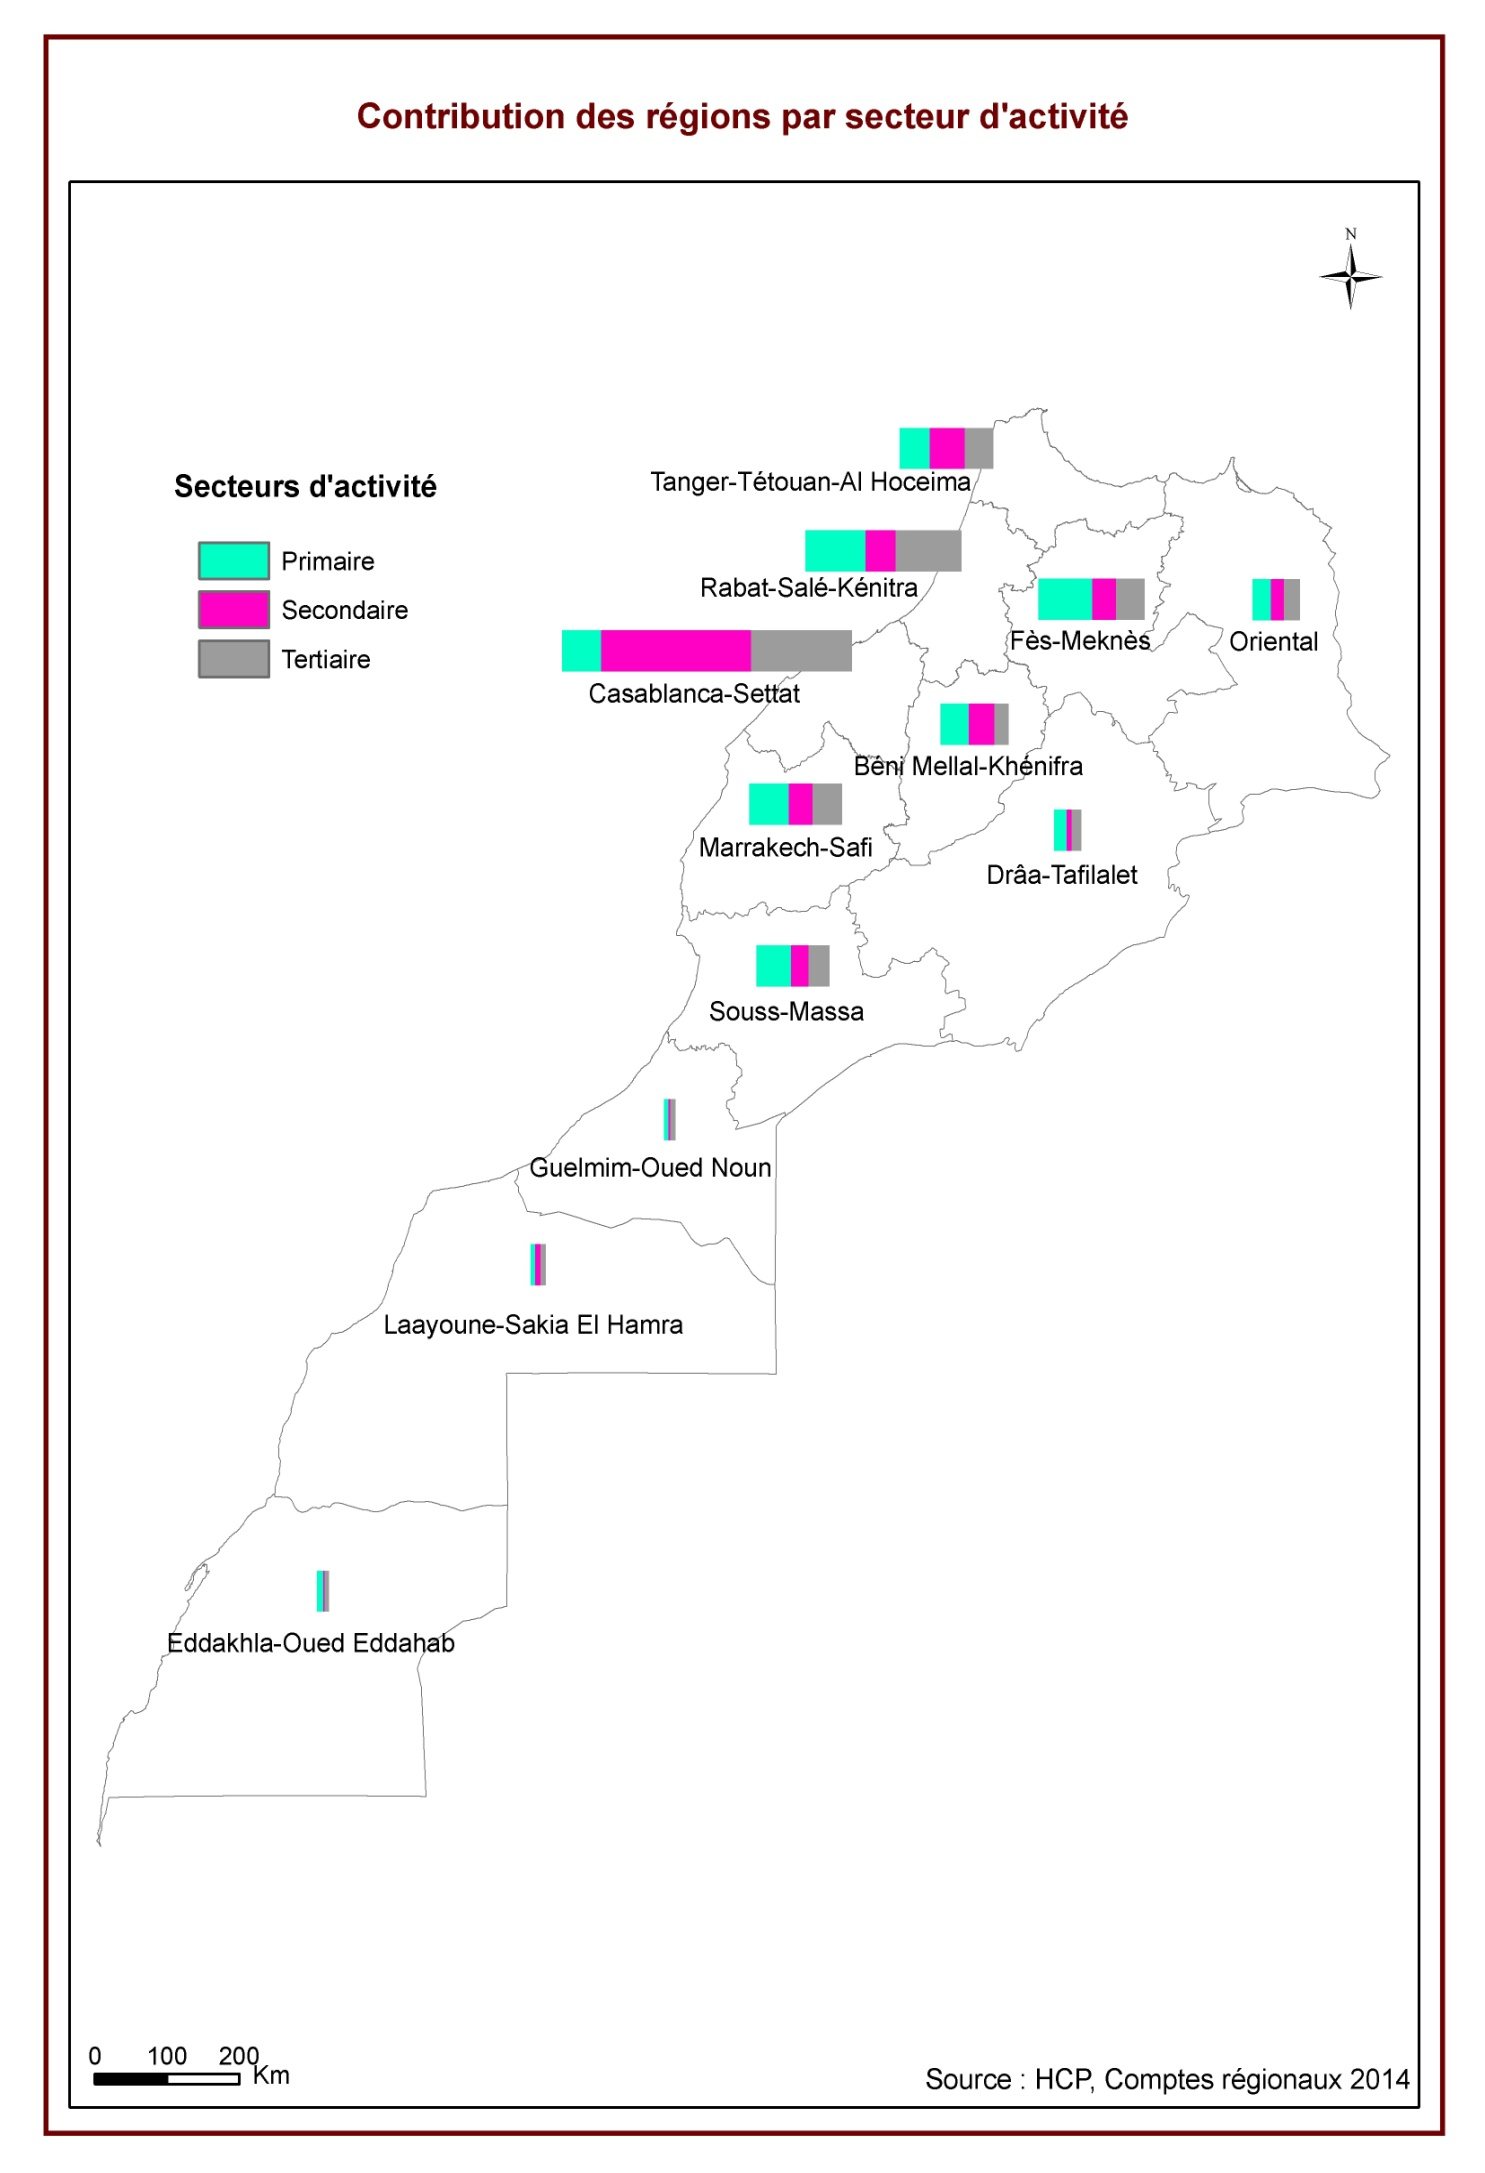 Contribution des régions par secteur d'activité
N
Secteurs d'activité
Primaire
Secondaire
Tertiaire
Tanger-Tétouan-Al Hoceima
Rabat-Salé-Kénitra
Fès-Meknès
Oriental
Casablanca-Settat
Béni Mellal-Khénifra
Marrakech-Safi
Drâa-Tafilalet
Souss-Massa
Guelmim-Oued Noun
Laayoune-Sakia El Hamra
Eddakhla-Oued Eddahab
0 100 200
Km
Source : HCP, Comptes régionaux 2014